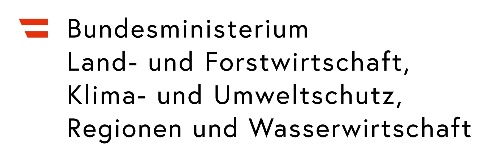 Bundesministerium
Land- und Forstwirtschaft,
Klima- und Umweltschutz,
Regionen und Wasserwirtschaft